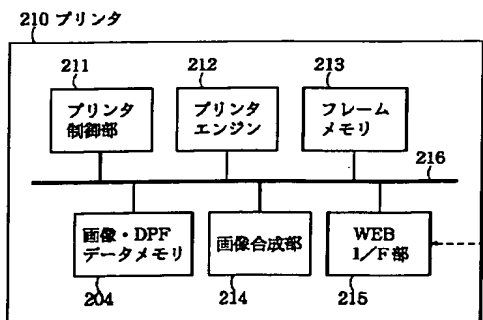 210 プリンタ
211
プリンタ
制御部
212
プリンタ
エンジン
213
フレーム
メモリ
216
画像・DPF
データメモリ
204
画像合成部
214
WEB
I/F部
215